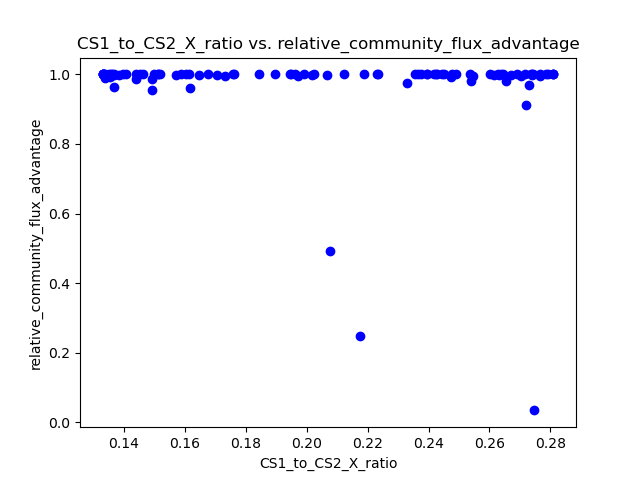 CS1_to_CS2_X_ratio vs. relative_community_flux_advantage
1.0
0.8
0.6
0.4
0.2
0.0
relative_community_flux_advantage
0.14 0.16 0.18 0.20 0.22 0.24 0.26 0.28
CS1_to_CS2_X_ratio